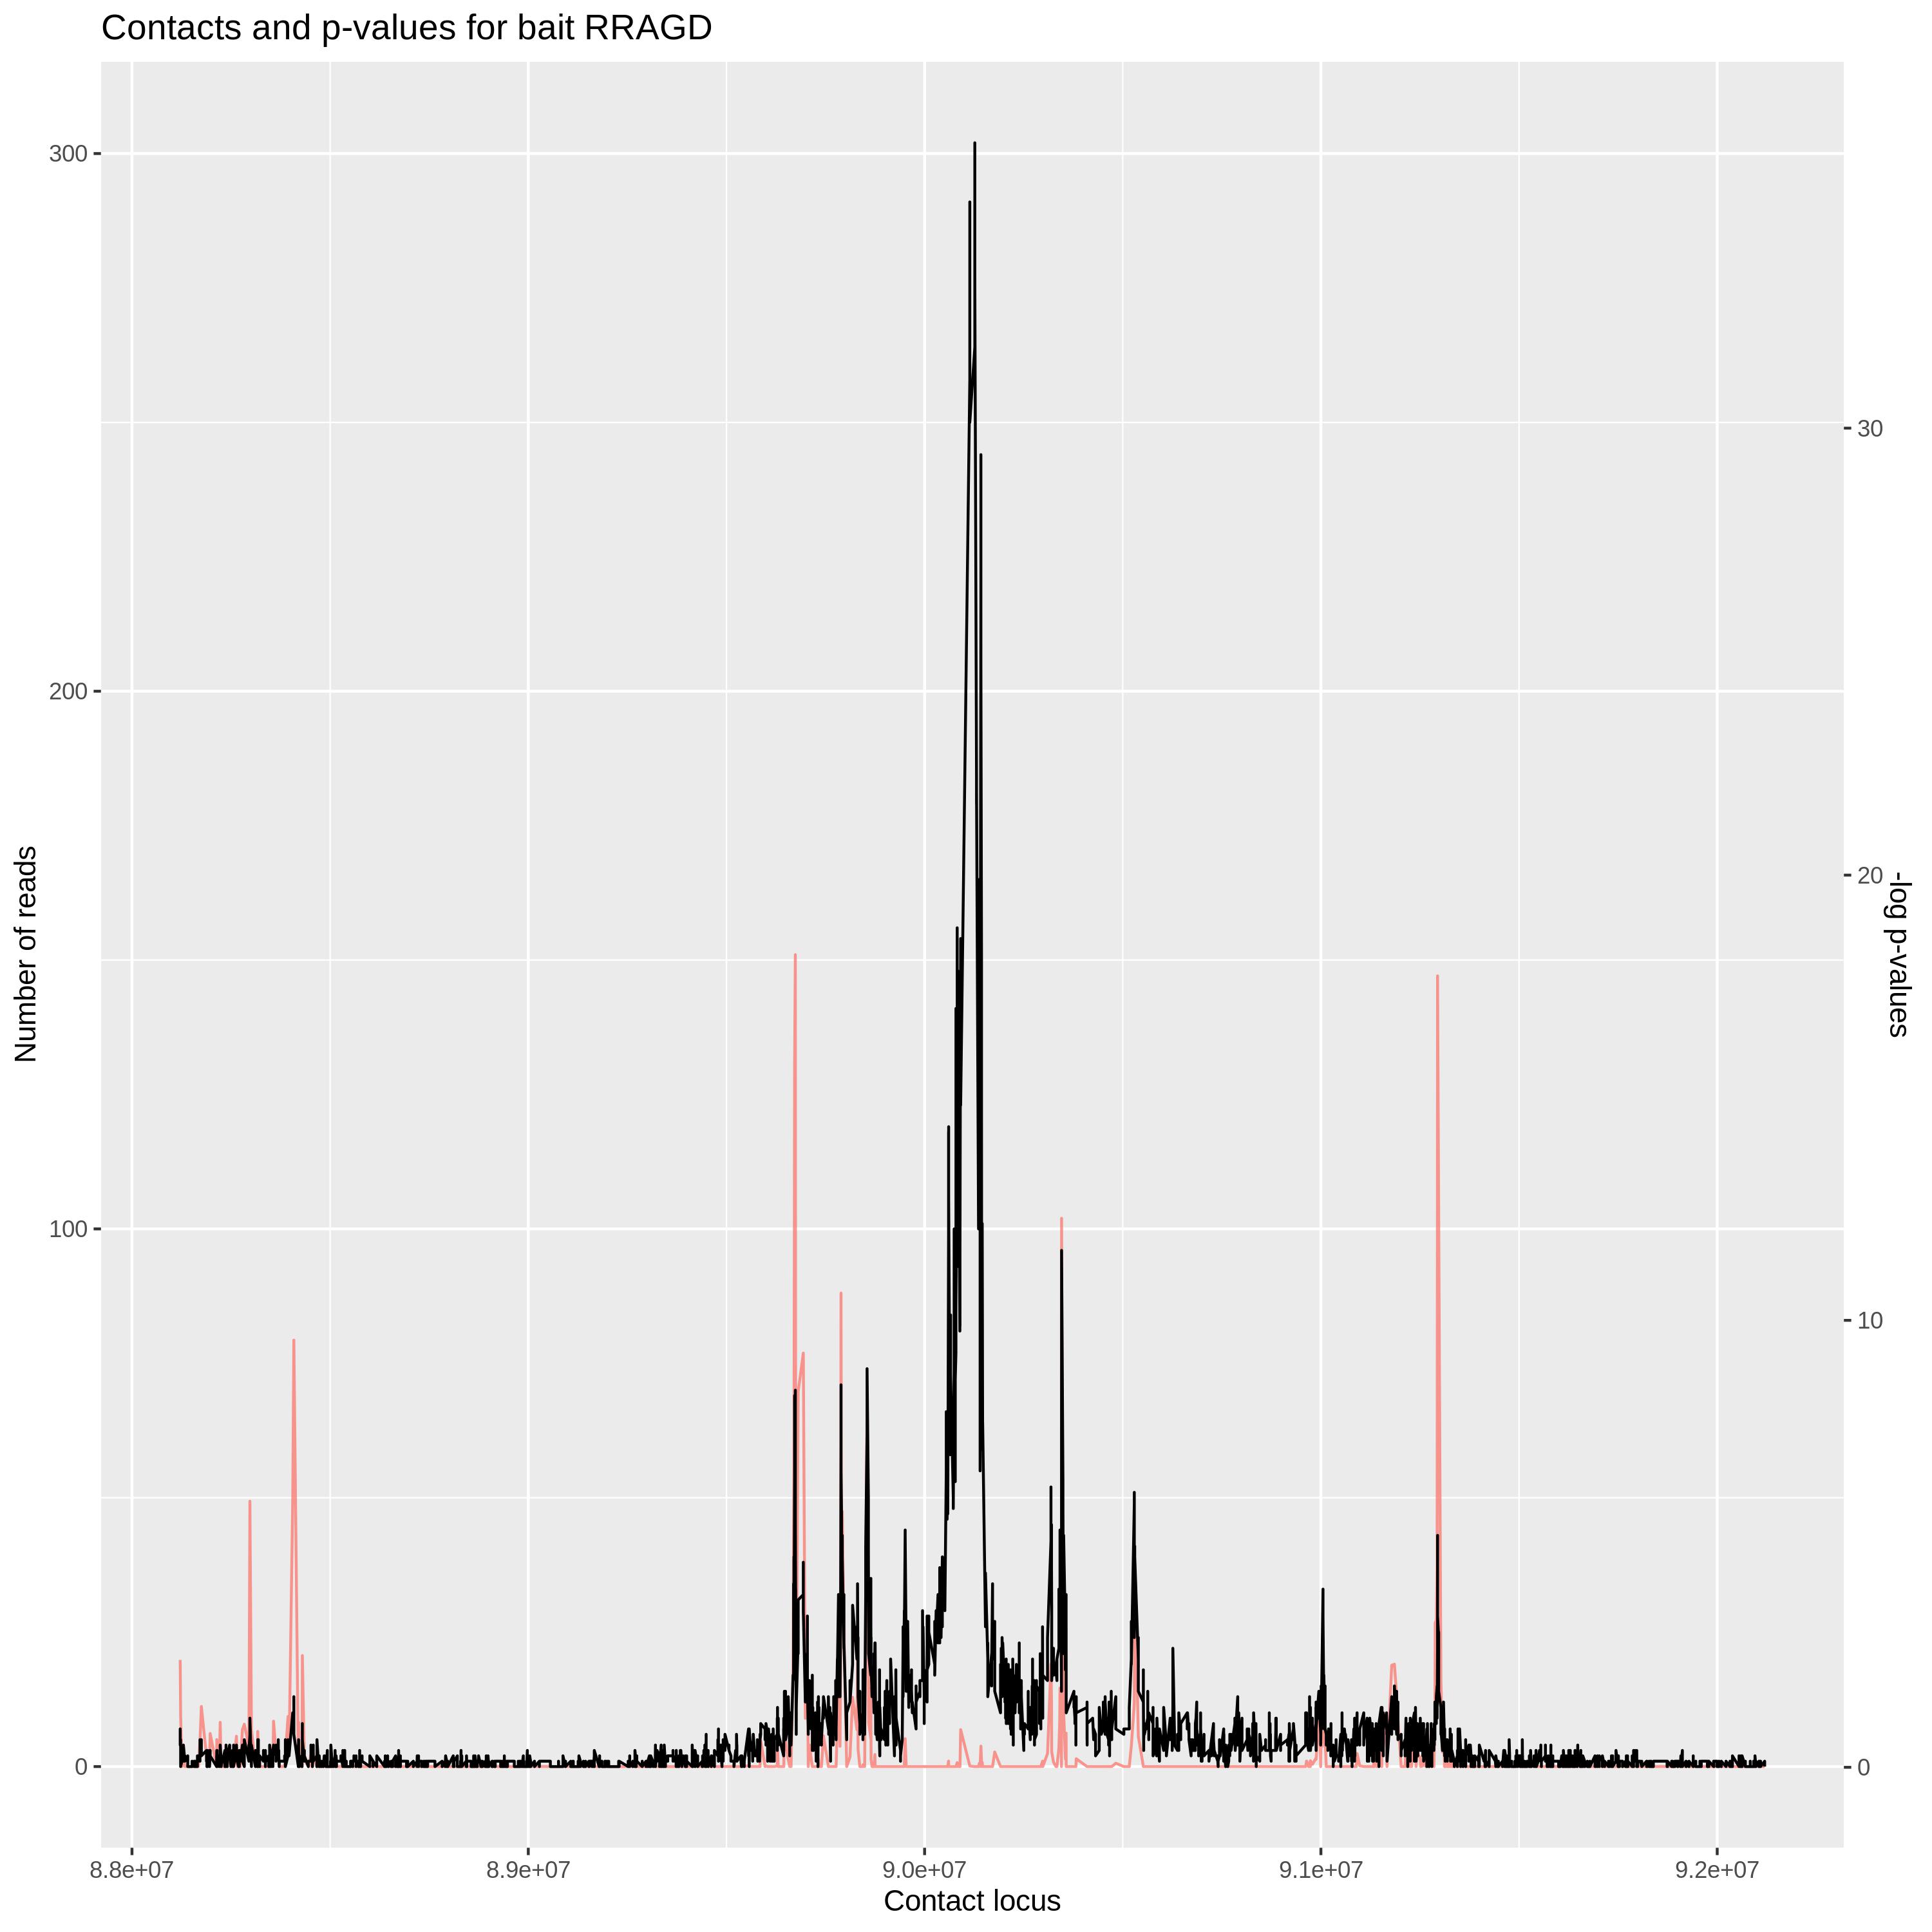 Contacts and p-values for bait RRAGD
300
200
100
0
Number of reads
30
20
10
0
-log p-values
8.8e+07 8.9e+07 9.0e+07 9.1e+07 9.2e+07
Contact locus